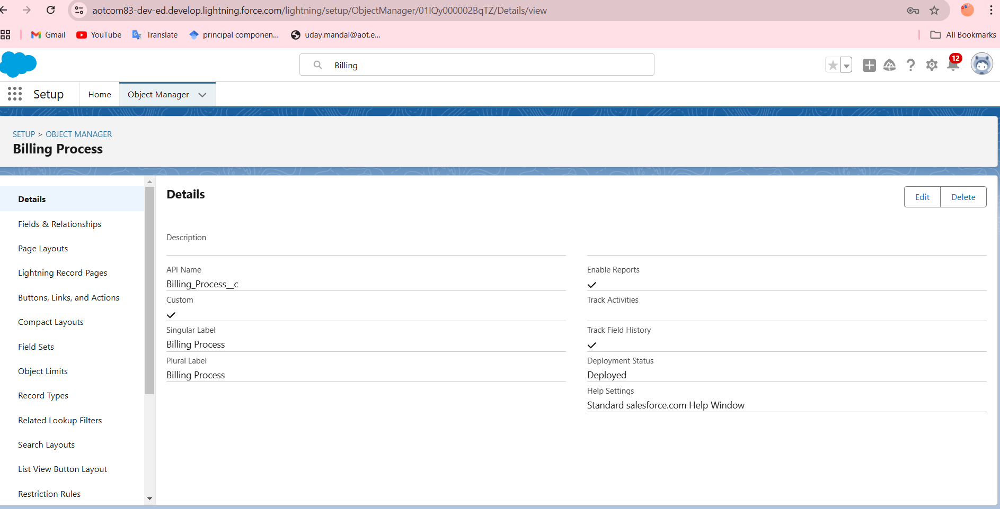 aotcom83-dev-ed.develop.lightning.force.com/lightning/setup/ObjectManager/01IQy000002BqTZ/Details/view
Gmail
YouTube
Translate
principal componen...
uday.mandal@aot.e...
All Bookmarks
Billing
12
Setup
Home
Object Manager
SETUP > OBJECT MANAGER
Billing Process
Details
Fields & Relationships
Page Layouts
Lightning Record Pages
Buttons, Links, and Actions
Compact Layouts
Field Sets
Object Limits
Record Types
Related Lookup Filters
Search Layouts
List View Button Layout
Restriction Rules
Details
Edit
Delete
Description
API Name
Billing_Process__c
Custom
Singular Label
Billing Process
Plural Label
Billing Process
Enable Reports
Track Activities
Track Field History
Deployment Status
Deployed
Help Settings
Standard salesforce.com Help Window